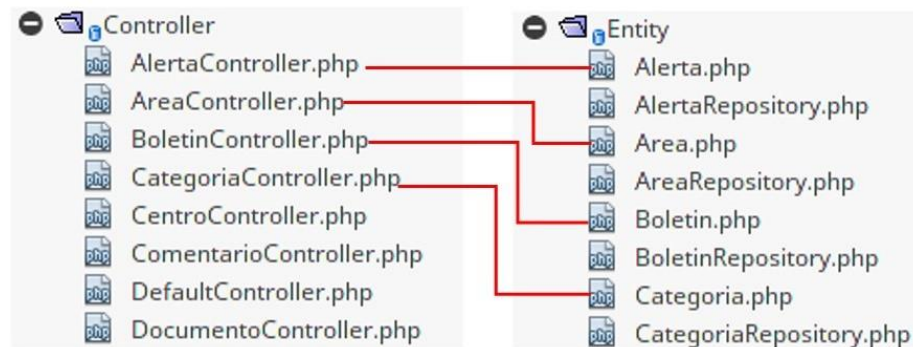 Controller
AlertaController.php
AreaController.php
BoletinController.php
CategoriaController.php
CentroController.php
ComentarioController.php
DefaultController.php
DocumentoController.php
Entity
Alerta.php
AlertaRepository.php
Area.php
AreaRepository.php
Boletin.php
BoletinRepository.php
Categoria.php
CategoriaRepository.php